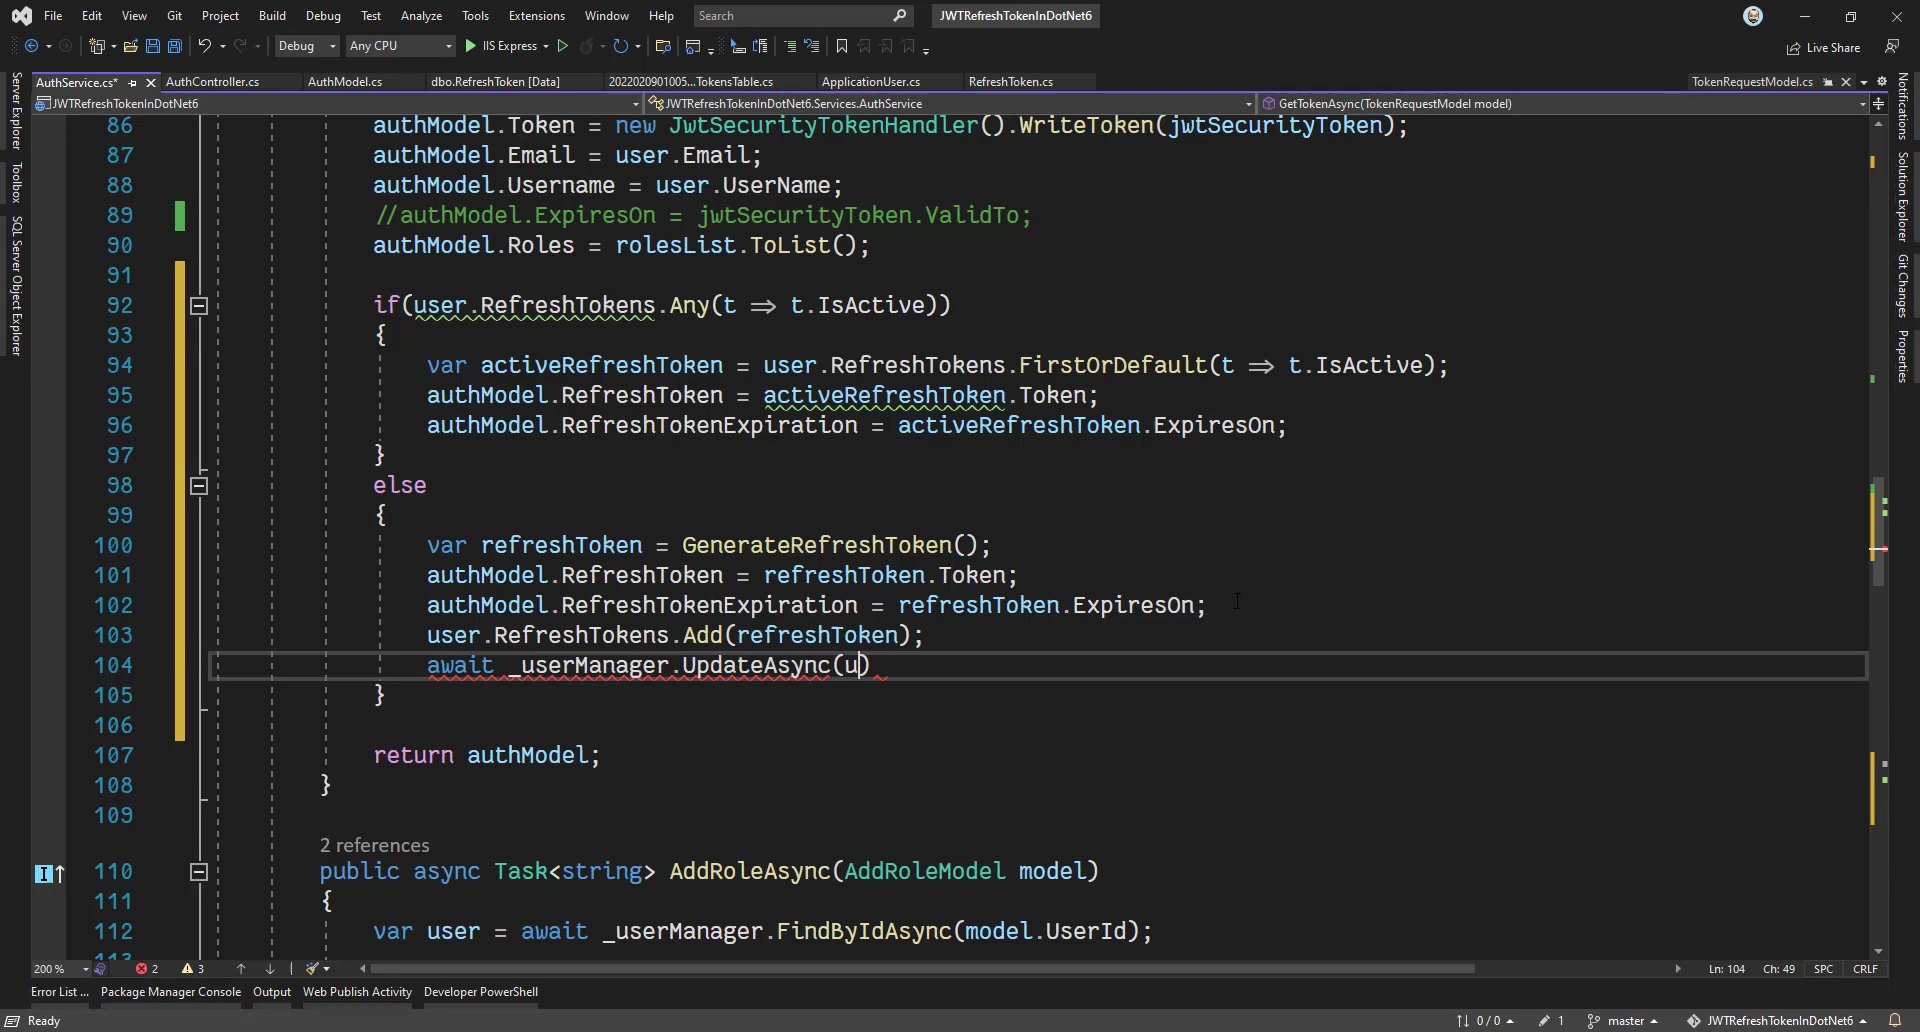 File Edit View Git Project Build Debug Test Analyze Tools Extensions Window Help Search JWTRefreshTokenInDotNet6
Debug Any CPU IIS Express Live Share
AuthService.cs* AuthController.cs AuthModel.cs dbo.RefreshToken [Data] 2022020901005...TokensTable.cs ApplicationUser.cs RefreshToken.cs TokenRequestModel.cs
JWTRefreshTokenInDotNet6 JWTRefreshTokenInDotNet6.Services.AuthService GetTokenAsync(TokenRequestModel model)
Server Explorer
Toolbox
SQL Server Object Explorer
86 authModel.Token = new JwtSecurityTokenHandler().WriteToken(jwtSecurityToken);
87 authModel.Email = user.Email;
88 authModel.Username = user.UserName;
89 //authModel.ExpiresOn = jwtSecurityToken.ValidTo;
90 authModel.Roles = rolesList.ToList();
91
92 if(user.RefreshTokens.Any(t => t.IsActive))
93 {
94 var activeRefreshToken = user.RefreshTokens.FirstOrDefault(t => t.IsActive);
95 authModel.RefreshToken = activeRefreshToken.Token;
96 authModel.RefreshTokenExpiration = activeRefreshToken.ExpiresOn;
97 }
98 else
99 {
100 var refreshToken = GenerateRefreshToken();
101 authModel.RefreshToken = refreshToken.Token;
102 authModel.RefreshTokenExpiration = refreshToken.ExpiresOn;
103 user.RefreshTokens.Add(refreshToken);
104 await _userManager.UpdateAsync(u)
105 }
106
107 return authModel;
108 }
109
2 references
110 public async Task<string> AddRoleAsync(AddRoleModel model)
111 {
112 var user = await _userManager.FindByIdAsync(model.UserId);
113
Notifications
Solution Explorer
Git Changes
Properties
200 % 2 3 Ln: 104 Ch: 49 SPC CRLF
Error List ... Package Manager Console Output Web Publish Activity Developer PowerShell
Ready 0 / 0 1 master JWTRefreshTokenInDotNet6